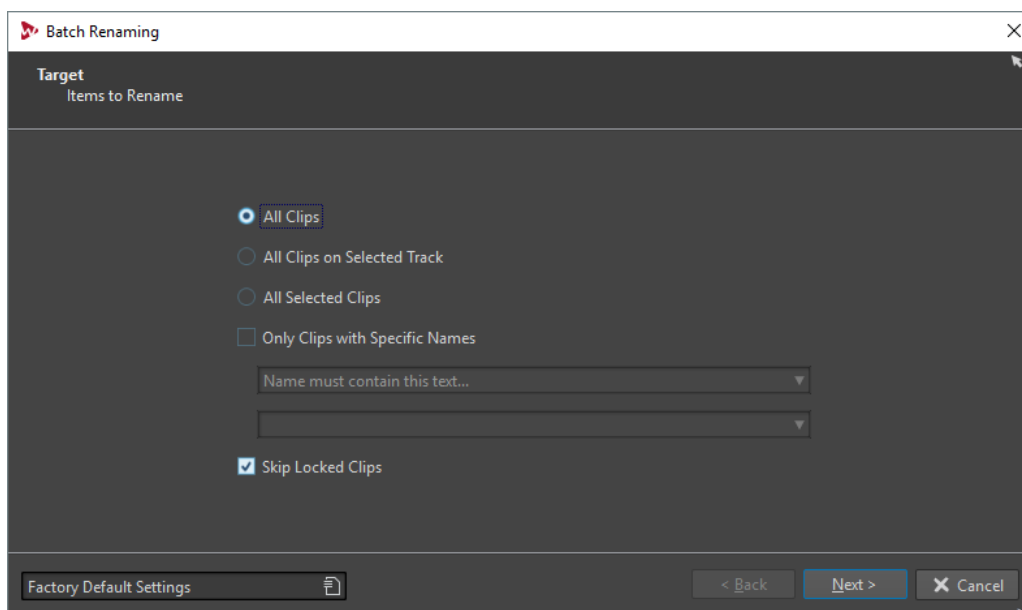 Batch Renaming
Target
Items to Rename
All Clips
All Clips on Selected Track
All Selected Clips
Only Clips with Specific Names
Name must contain this text...
Skip Locked Clips
Factory Default Settings
< Back
Next >
Cancel